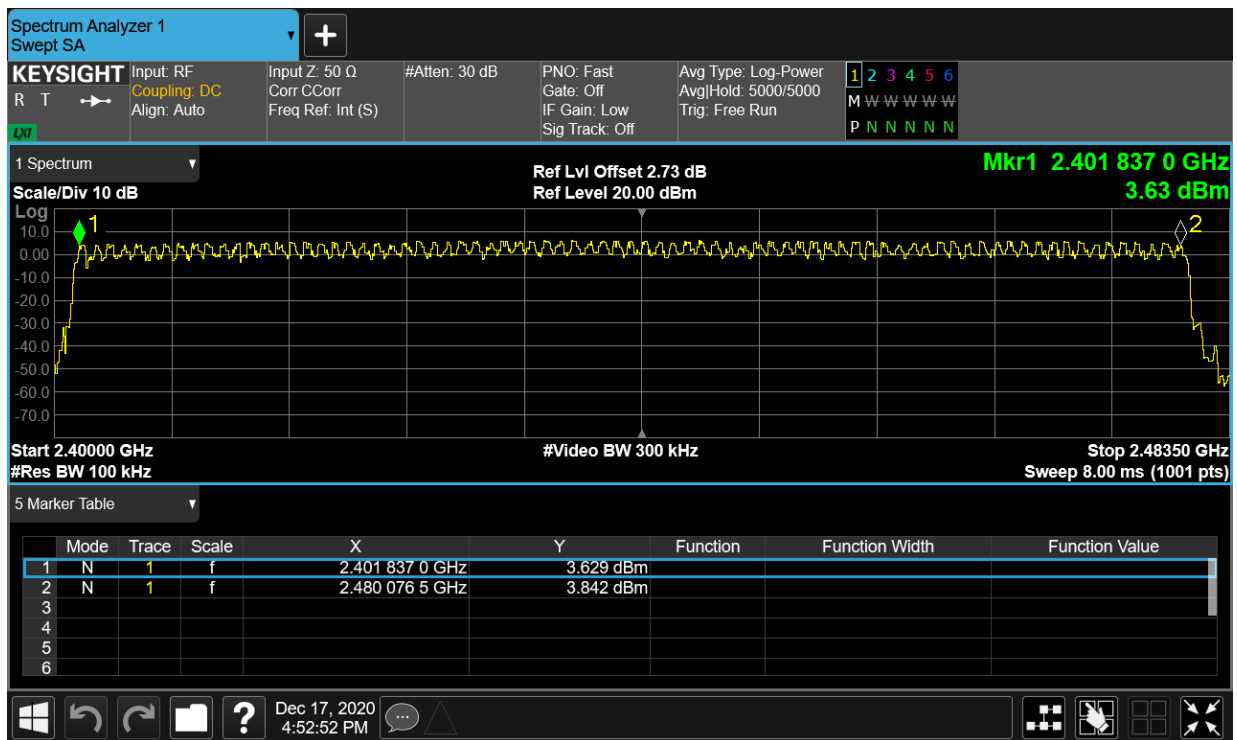 Spectrum Analyzer 1
Swept SA
KEYSIGHT Input: RF Input Z: 50 Ω #Atten: 30 dB PNO: Fast Avg Type: Log-Power 1 2 3 4 5 6
R T Coupling: DC Corr CCorr Gate: Off Avg|Hold: 5000/5000 M W W W W W
Align: Auto Freq Ref: Int (S) IF Gain: Low Trig: Free Run P N N N N N
LXI Sig Track: Off
1 Spectrum Ref Lvl Offset 2.73 dB Mkr1 2.401 837 0 GHz
Scale/Div 10 dB Ref Level 20.00 dBm 3.63 dBm
Log
1 2
10.0
0.00
-10.0
-20.0
-30.0
-40.0
-50.0
-60.0
-70.0
Start 2.40000 GHz #Video BW 300 kHz Stop 2.48350 GHz
#Res BW 100 kHz Sweep 8.00 ms (1001 pts)
5 Marker Table
Mode Trace Scale X Y Function Function Width Function Value
1 N 1 f 2.401 837 0 GHz 3.629 dBm
2 N 1 f 2.480 076 5 GHz 3.842 dBm
3
4
5
6
? Dec 17, 2020
4:52:52 PM